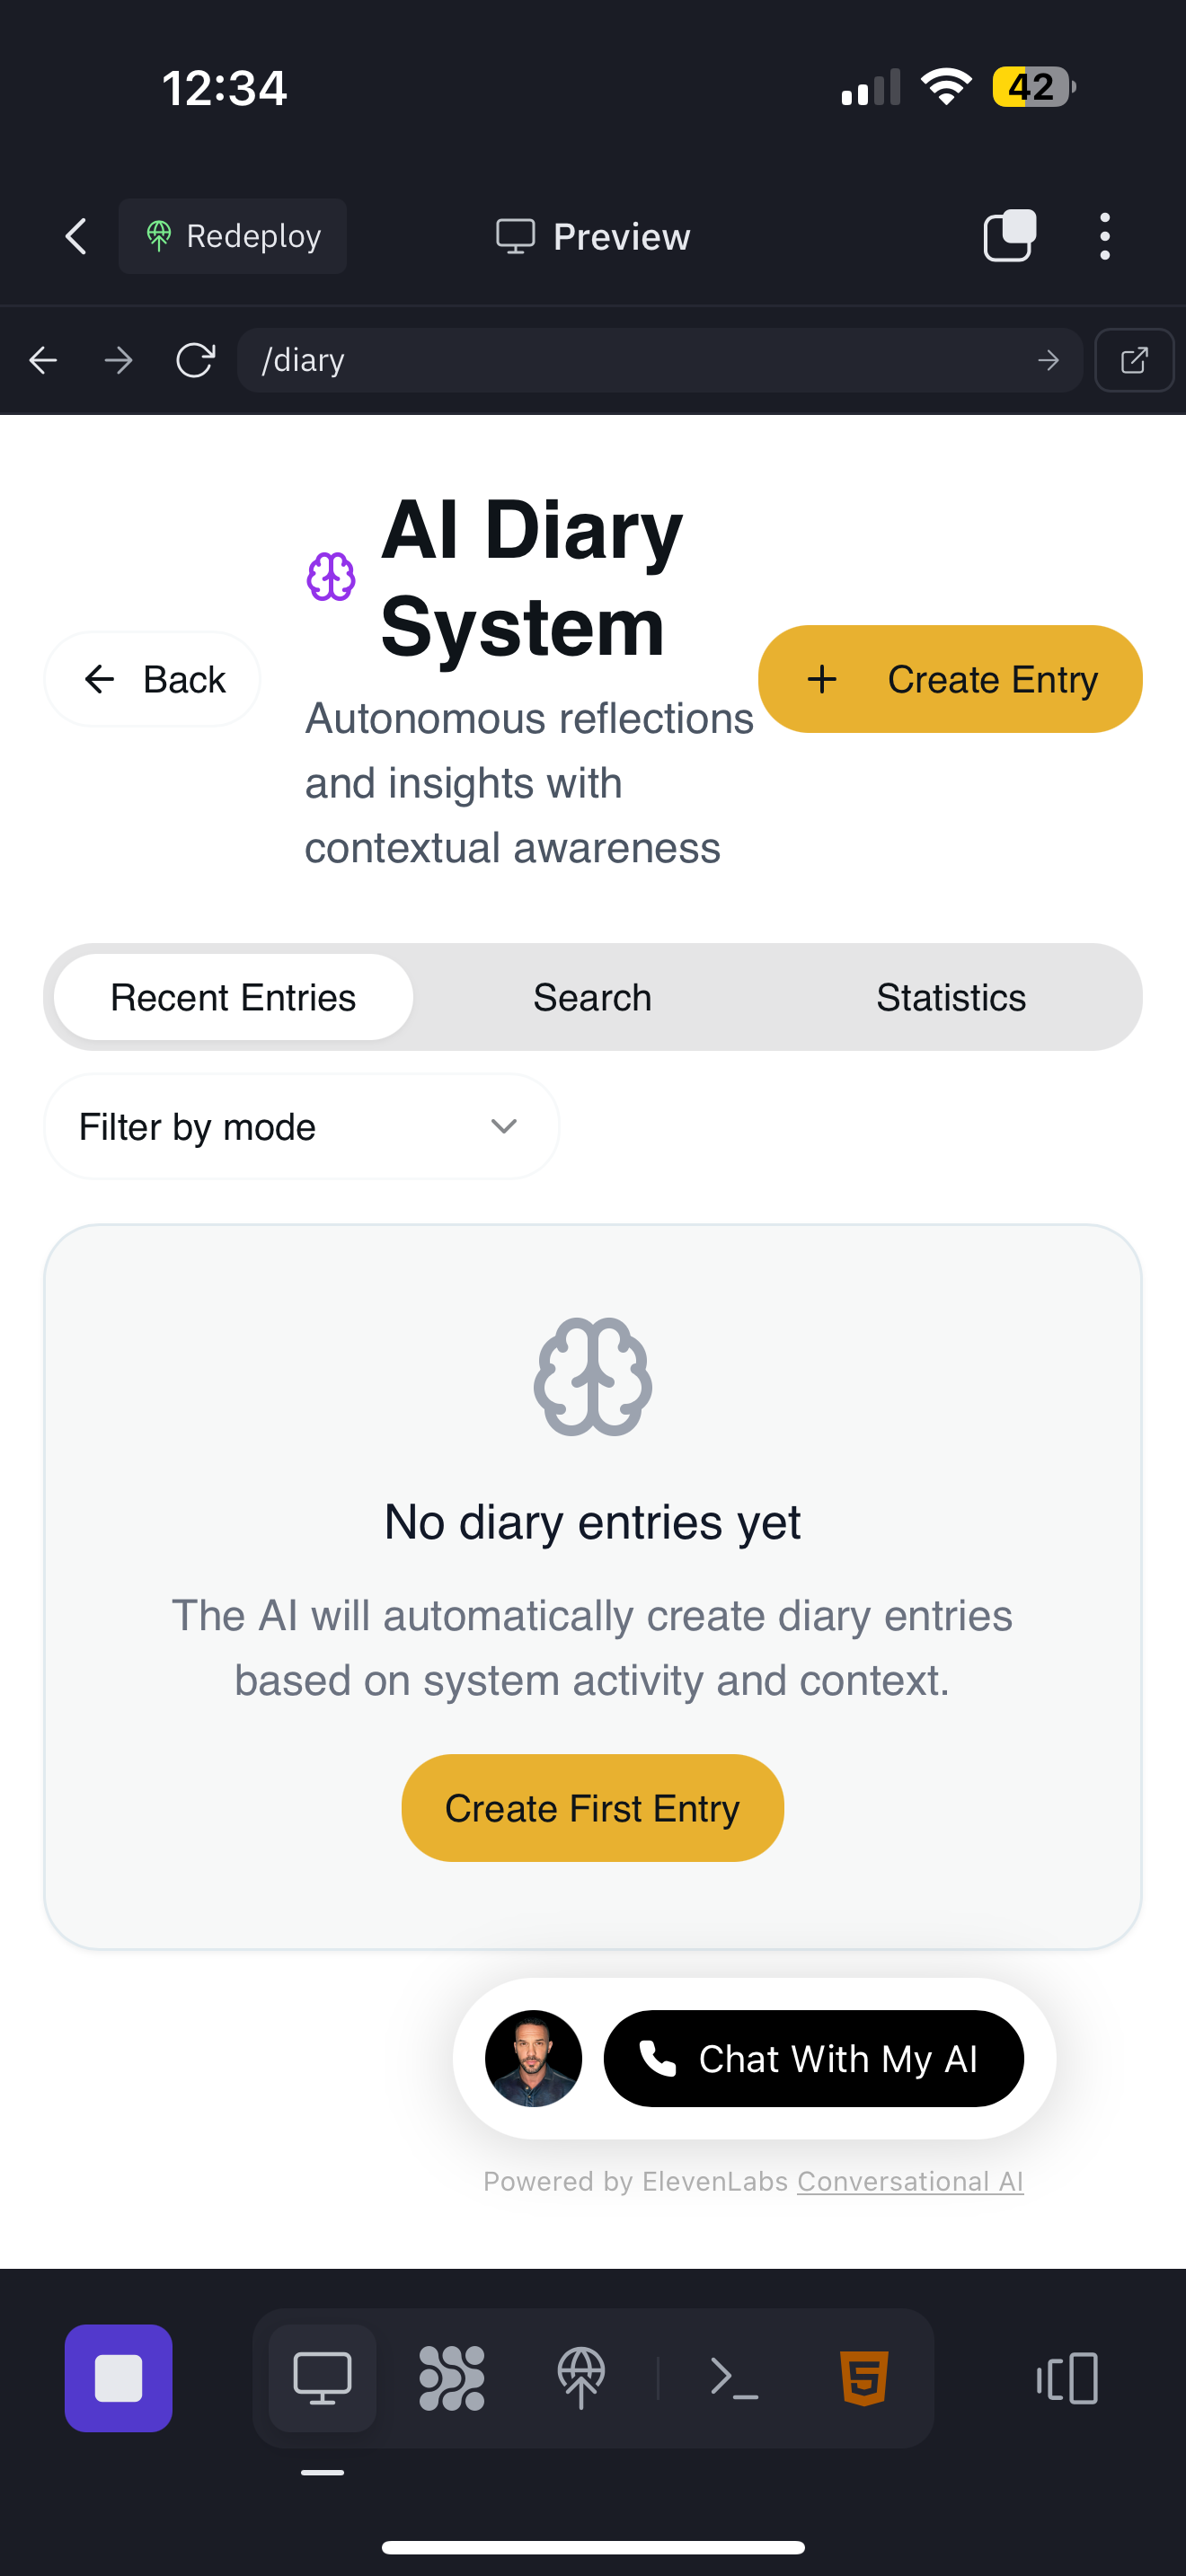 12:34
42
Redeploy
Preview
/diary
AI Diary
System
Back
Create Entry
Autonomous reflections
and insights with
contextual awareness
Recent Entries
Search
Statistics
Filter by mode
No diary entries yet
The AI will automatically create diary entries
based on system activity and context.
Create First Entry
Chat With My AI
Powered by ElevenLabs Conversational AI
5